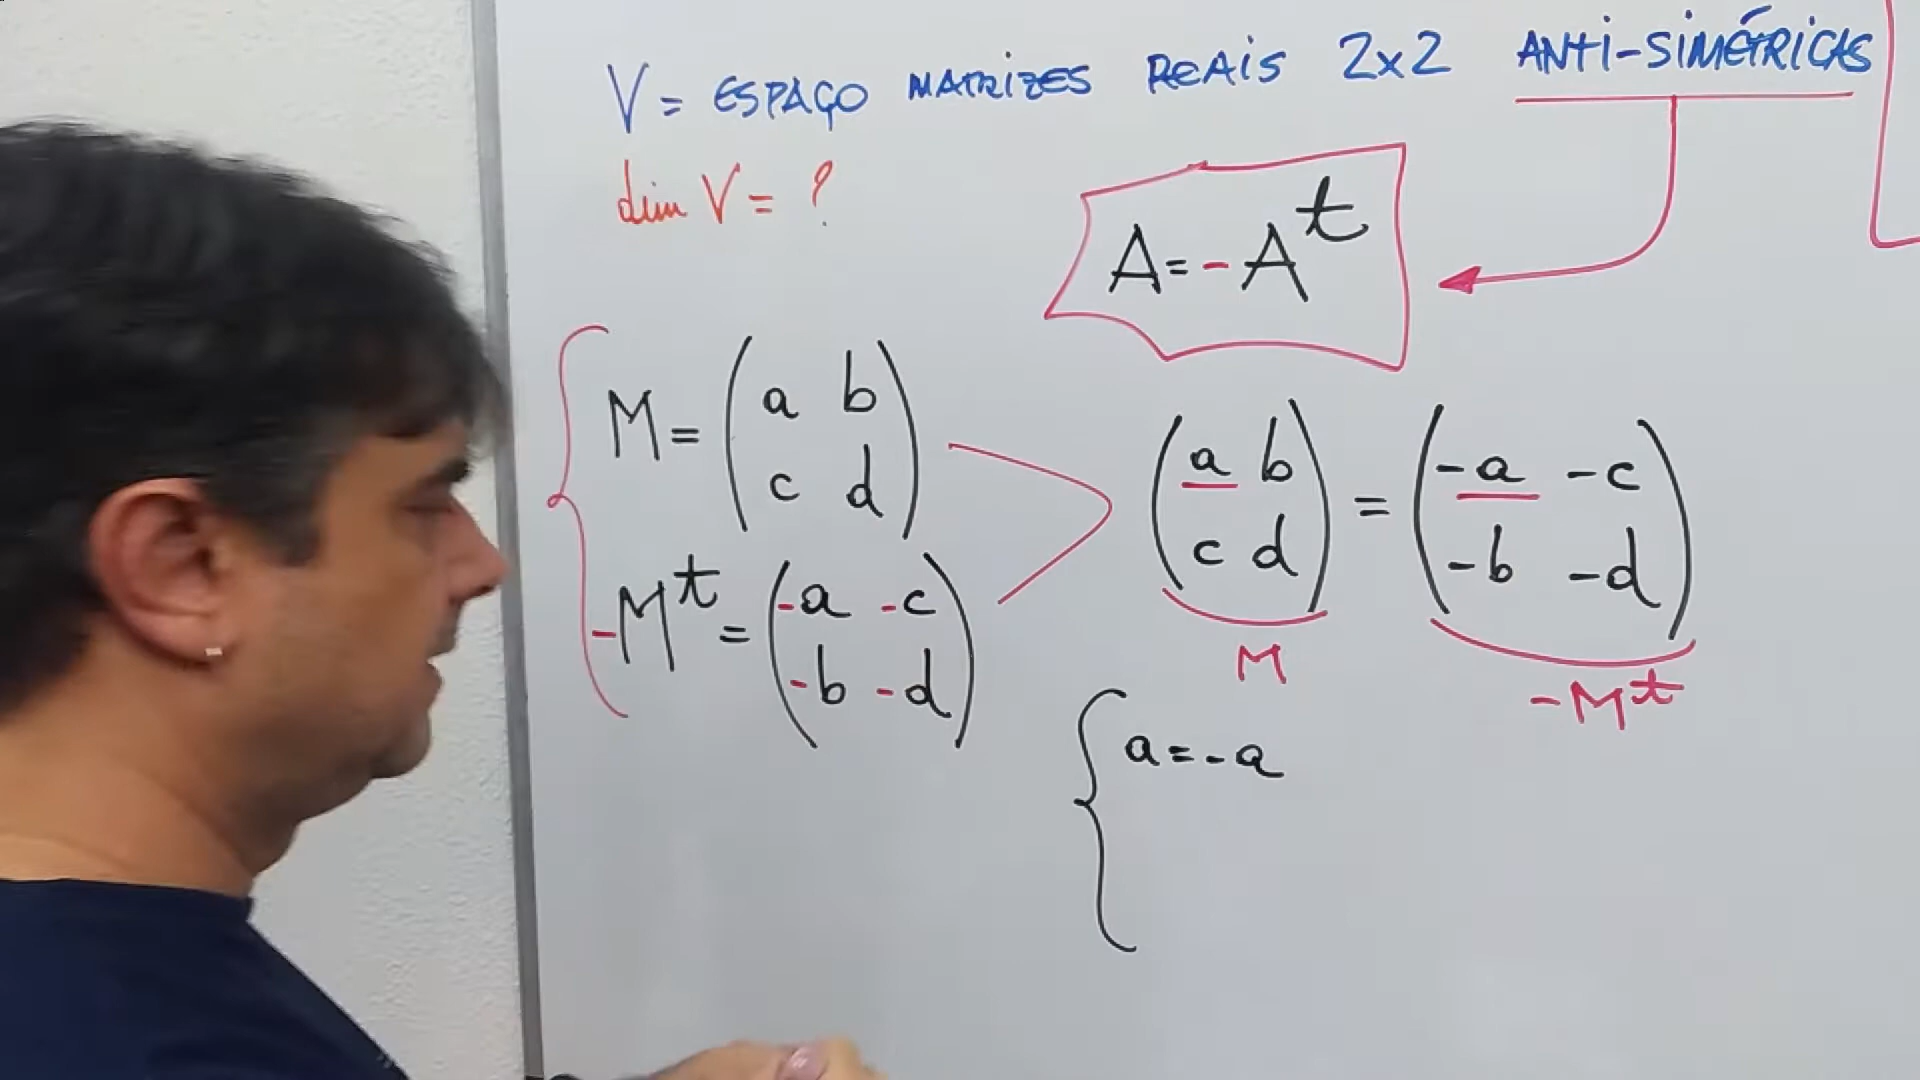 V = ESPAÇO MATRIZES REAIS 2x2 ANTI-SIMÉTRICAS
dim V = ?
A = - A^t
M = (a b
c d)
-M^t = (-a -c
-b -d)
(a b
c d) = (-a -c
-b -d)
M
-M^t
{ a = - a